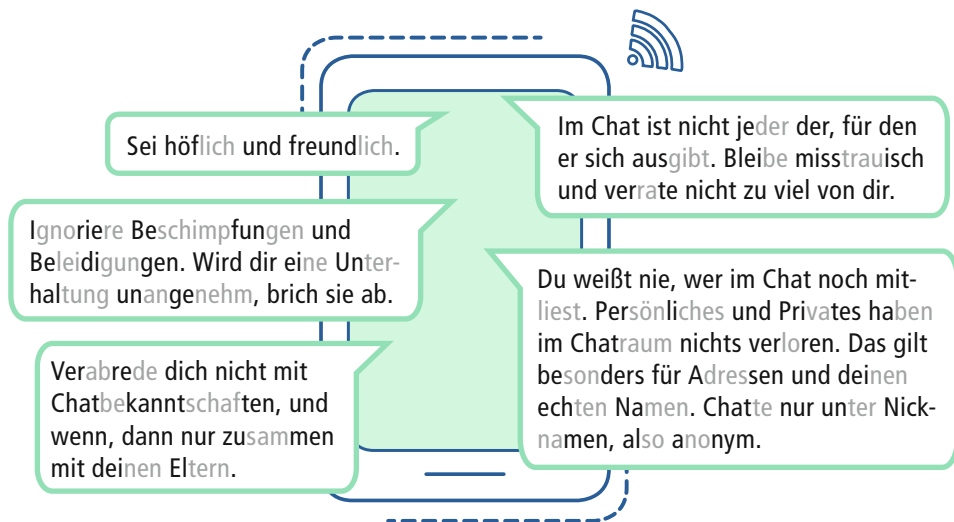 Sei höflich und freundlich.
Im Chat ist nicht jeder der, für den
er sich ausgibt. Bleibe misstrauisch
und verrate nicht zu viel von dir.
Ignoriere Beschimpfungen und
Beleidigungen. Wird dir eine Unter-
haltung unangenehm, brich sie ab.
Du weißt nie, wer im Chat noch mit-
liest. Persönliches und Privates haben
im Chatraum nichts verloren. Das gilt
besonders für Adressen und deinen
echten Namen. Chatte nur unter Nick-
namen, also anonym.
Verabrede dich nicht mit
Chatbekanntschaften, und
wenn, dann nur zusammen
mit deinen Eltern.